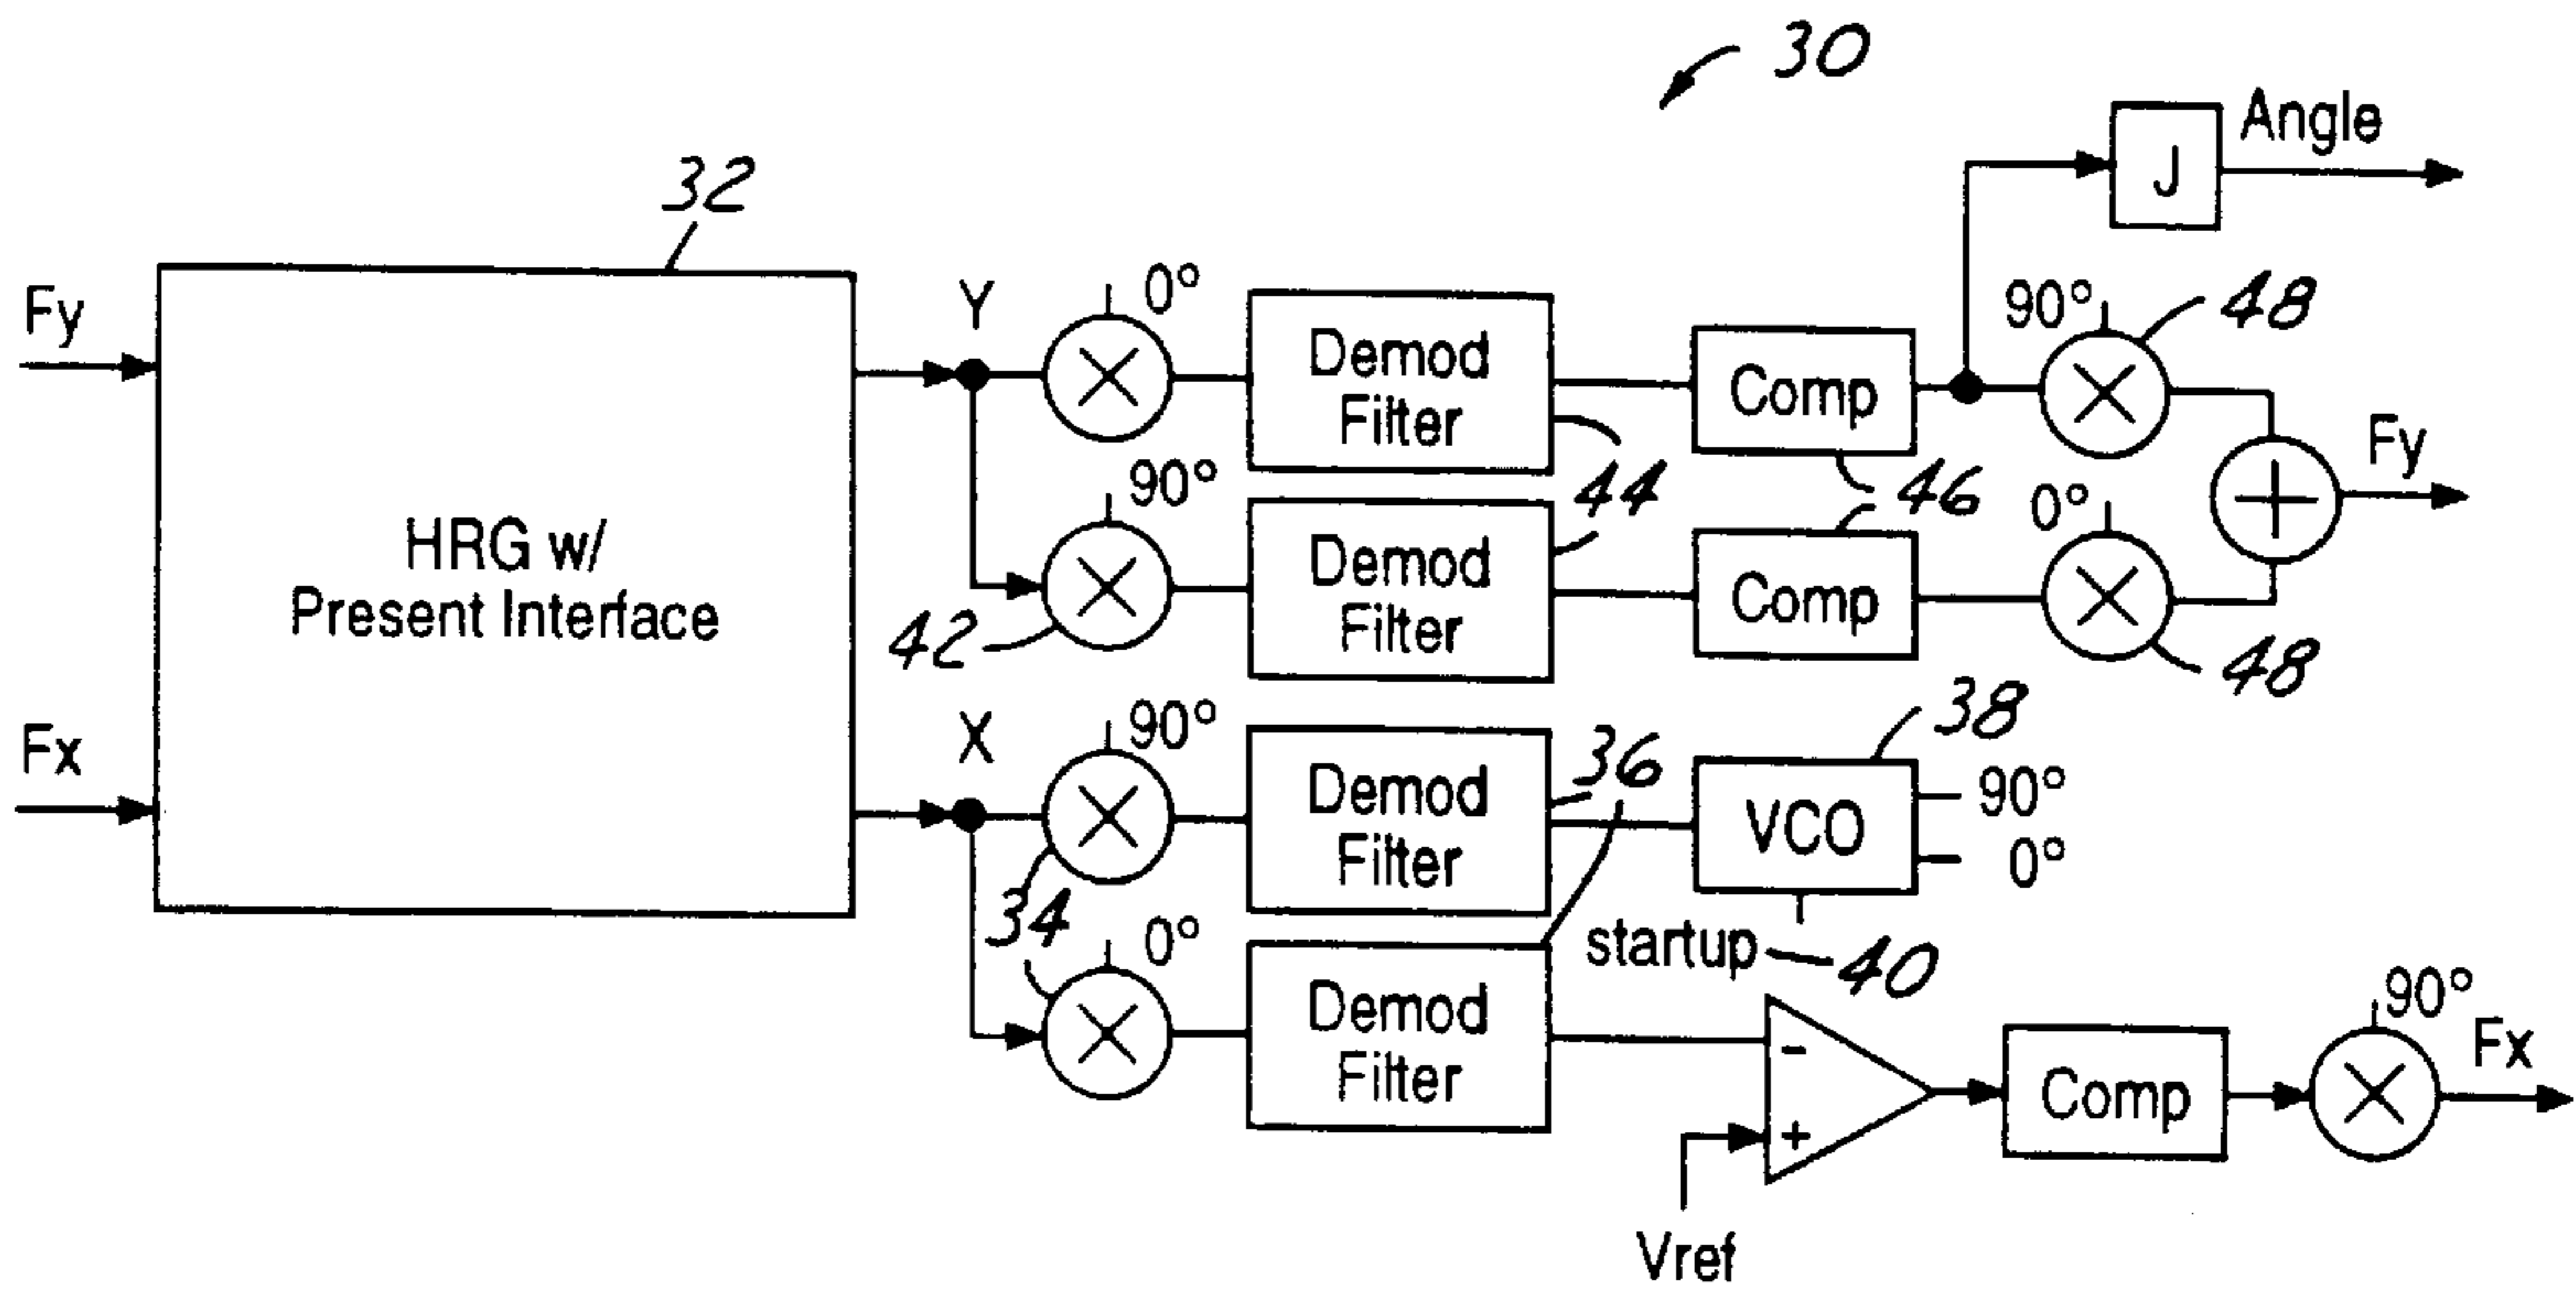 30
Angle
J
32
Fy
Y
0°
Demod
Filter
44
Comp
46
90°
48
Fy
HRG w/
Present Interface
42
90°
Demod
Filter
Comp
0°
48
Fx
X
90°
34
Demod
Filter
36
VCO
38
90°
0°
startup
40
0°
Demod
Filter
-
+
Vref
Comp
90°
Fx